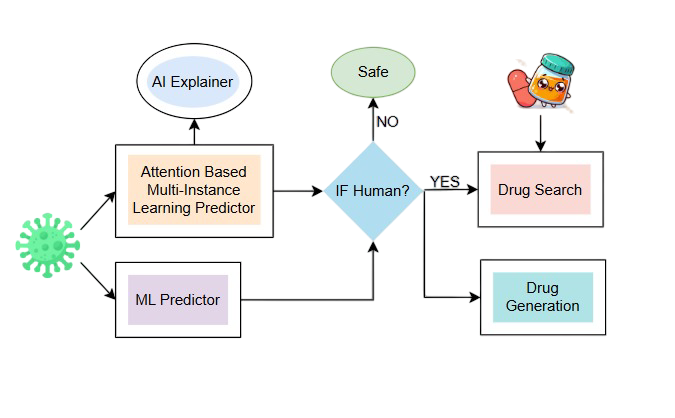 AI Explainer
Safe
NO
Attention Based
Multi-Instance
Learning Predictor
IF Human?
YES
Drug Search
ML Predictor
Drug
Generation